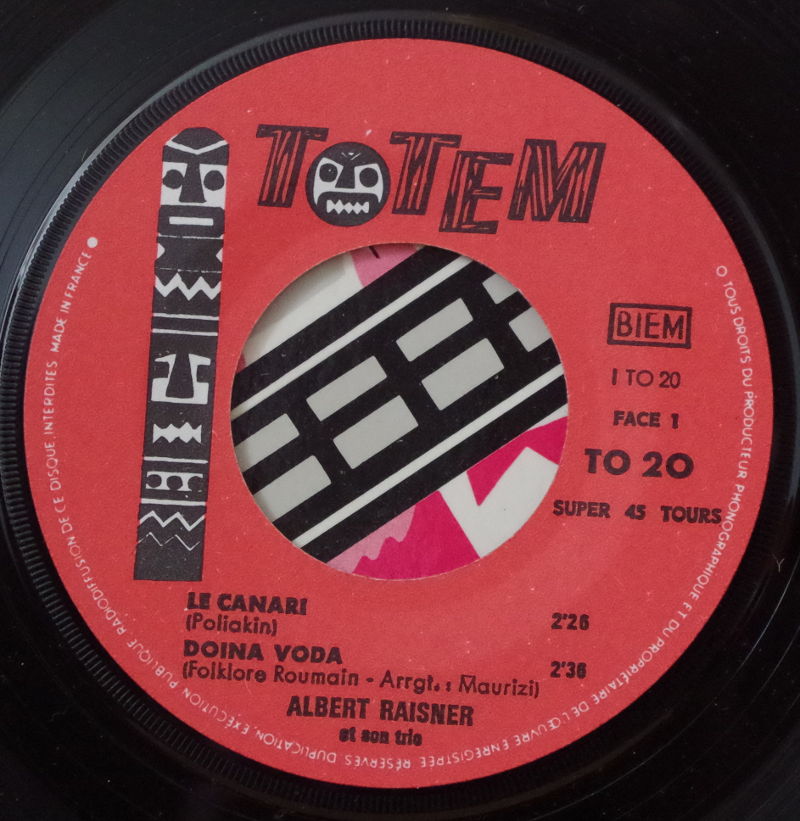 TOTEM
BIEM
1 TO 20
FACE 1
TO 20
SUPER 45 TOURS
LE CANARI 2'26
(Poliakin)
DOINA VODA 2'36
(Folklore Roumain - Arrgt. : Maurizi)
ALBERT RAISNER
et son trio
O TOUS DROITS DU PRODUCTEUR PHONOGRAPHIQUE ET DU PROPRIÉTAIRE DE L'ŒUVRE ENREGISTRÉE RÉSERVÉS. DUPLICATION, EXÉCUTION PUBLIQUE RADIODIFFUSION DE CE DISQUE INTERDITES MADE IN FRANCE